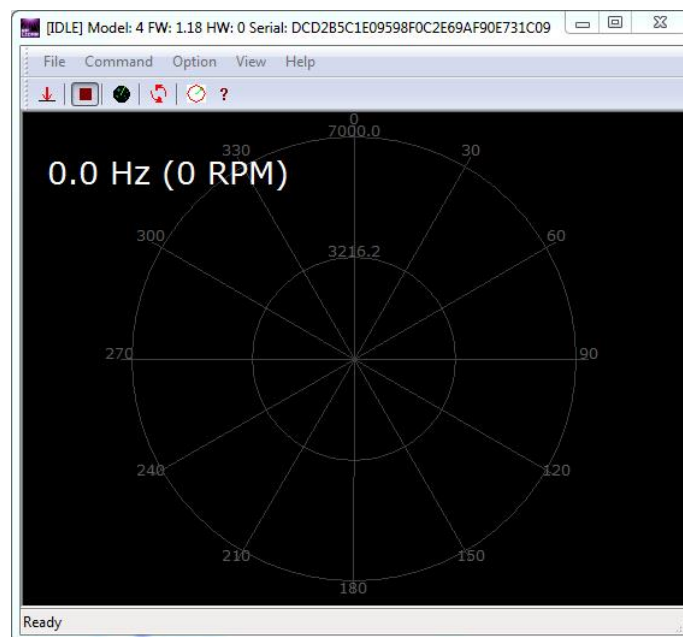 [IDLE] Model: 4 FW: 1.18 HW: 0 Serial: DCD2B5C1E09598F0C2E69AF90E731C09
File Command Option View Help
?
0
7000.0
330 30
0.0 Hz (0 RPM)
300 60
3216.2
270 90
240 120
210 150
180
Ready